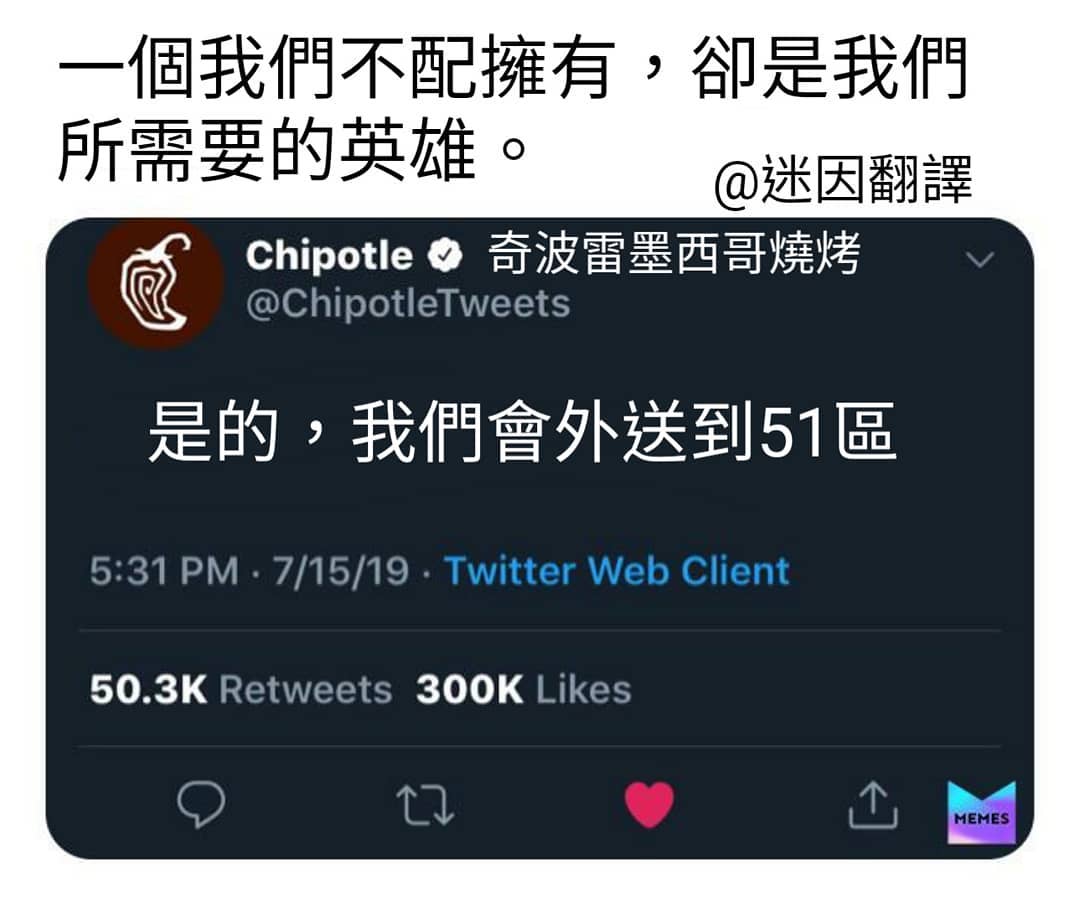 一個我們不配擁有，卻是我們
所需要的英雄。
@迷因翻譯
Chipotle 奇波雷墨西哥燒烤
@ChipotleTweets
是的，我們會外送到51區
5:31 PM · 7/15/19 · Twitter Web Client
50.3K Retweets 300K Likes
MEMES